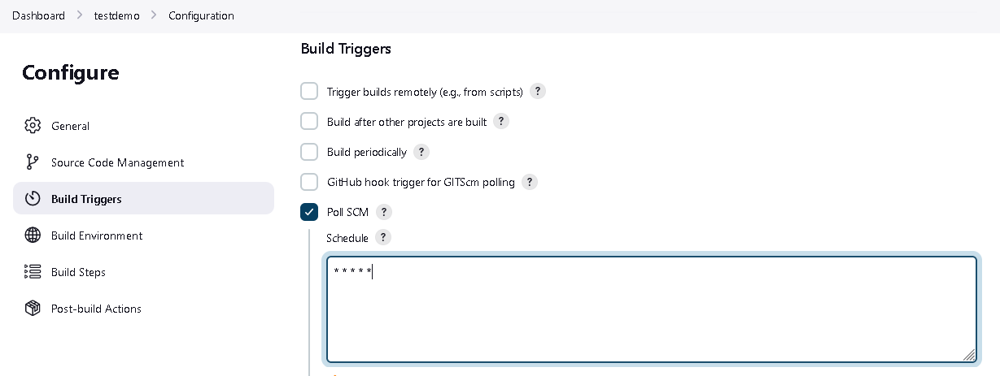 Dashboard > testdemo > Configuration
Configure
General
Source Code Management
Build Triggers
Build Environment
Build Steps
Post-build Actions
Build Triggers
Trigger builds remotely (e.g., from scripts) ?
Build after other projects are built ?
Build periodically ?
GitHub hook trigger for GITScm polling ?
Poll SCM ?
Schedule ?
* * * * *